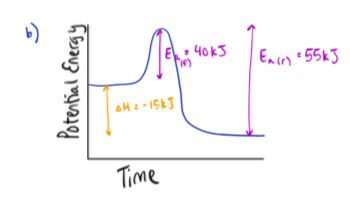 b)
Potential Energy
Ea(f) = 40kJ
Ea(r) = 55kJ
ΔH = -15kJ
Time